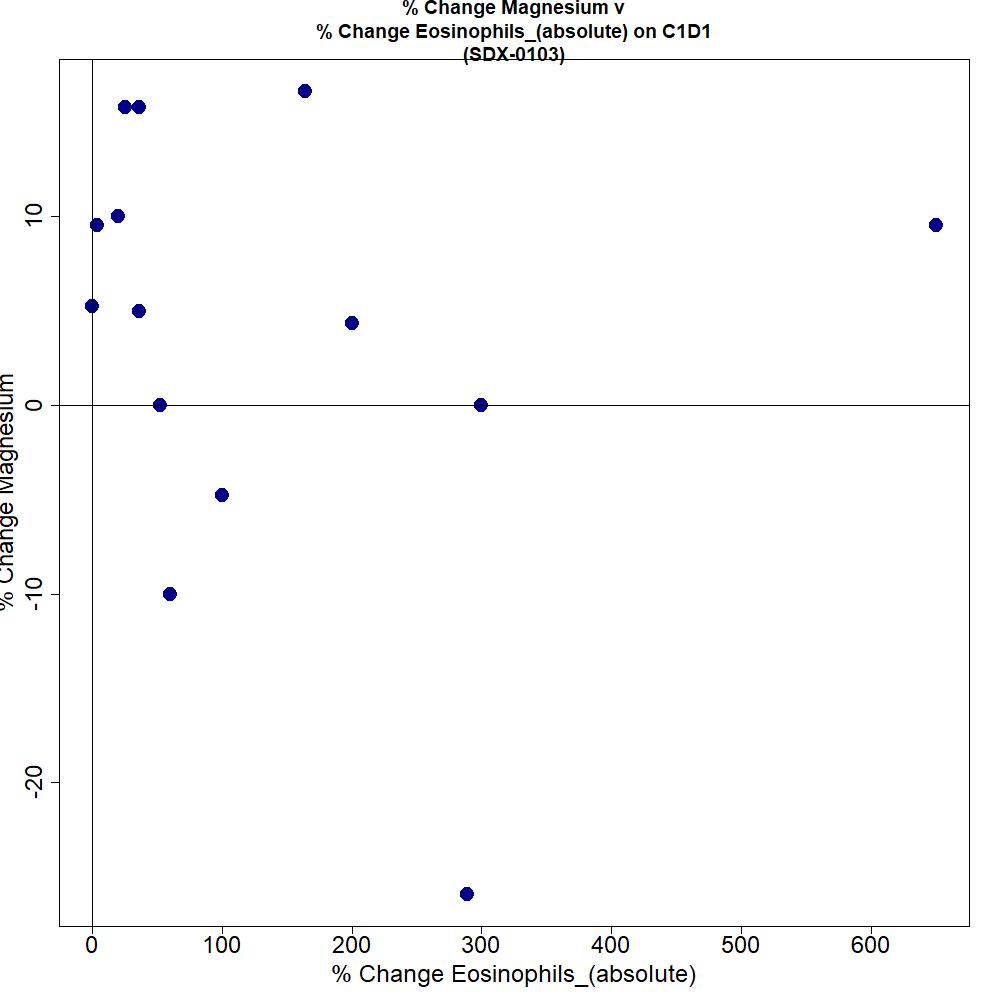 % Change Magnesium v
% Change Eosinophils_(absolute) on C1D1
(SDX-0103)
% Change Magnesium
10
0
-10
-20
0 100 200 300 400 500 600
% Change Eosinophils_(absolute)